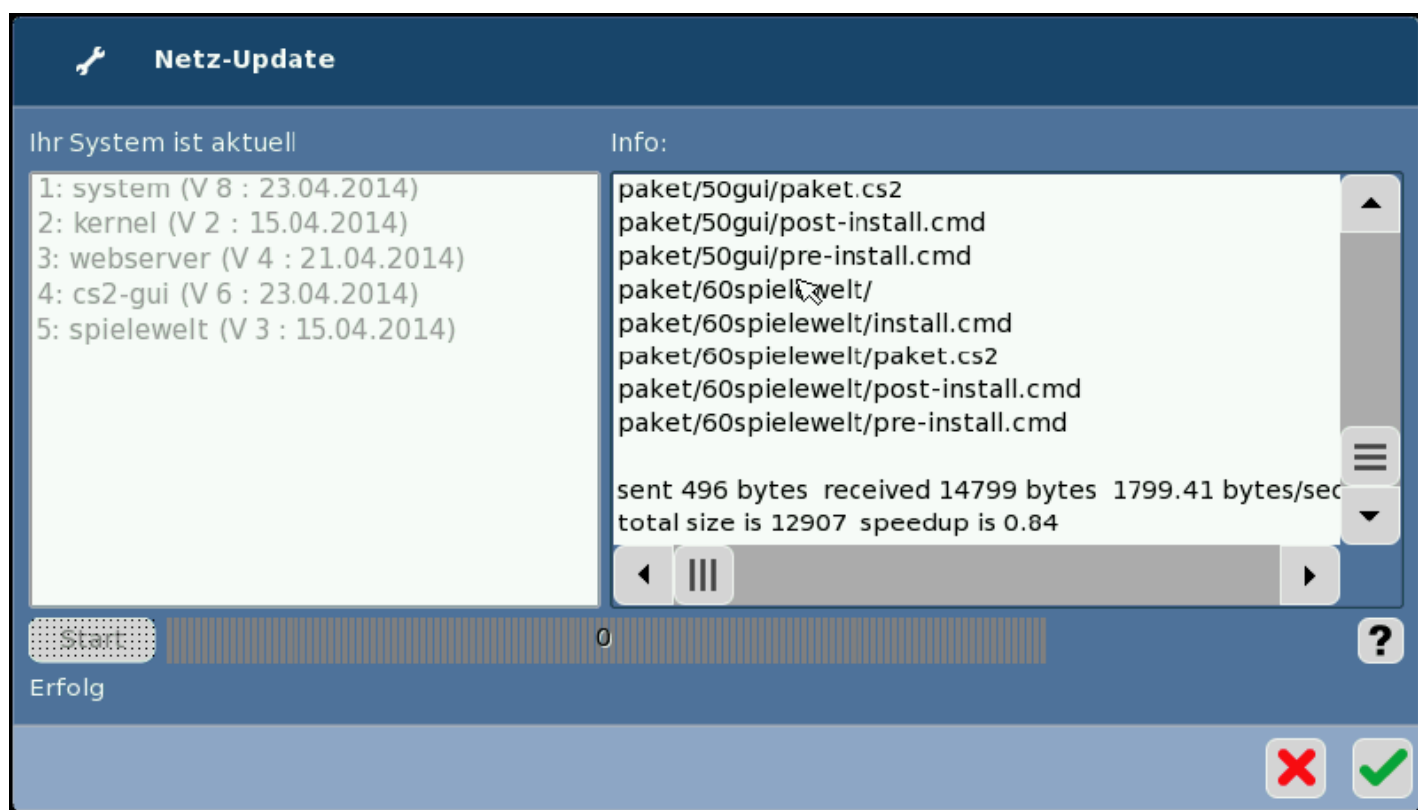 Netz-Update
Ihr System ist aktuell
1: system (V 8 : 23.04.2014)
2: kernel (V 2 : 15.04.2014)
3: webserver (V 4 : 21.04.2014)
4: cs2-gui (V 6 : 23.04.2014)
5: spielewelt (V 3 : 15.04.2014)
Info:
paket/50gui/paket.cs2
paket/50gui/post-install.cmd
paket/50gui/pre-install.cmd
paket/60spielewelt/
paket/60spielewelt/install.cmd
paket/60spielewelt/paket.cs2
paket/60spielewelt/post-install.cmd
paket/60spielewelt/pre-install.cmd
sent 496 bytes  received 14799 bytes  1799.41 bytes/sec
total size is 12907  speedup is 0.84
Start
0
?
Erfolg